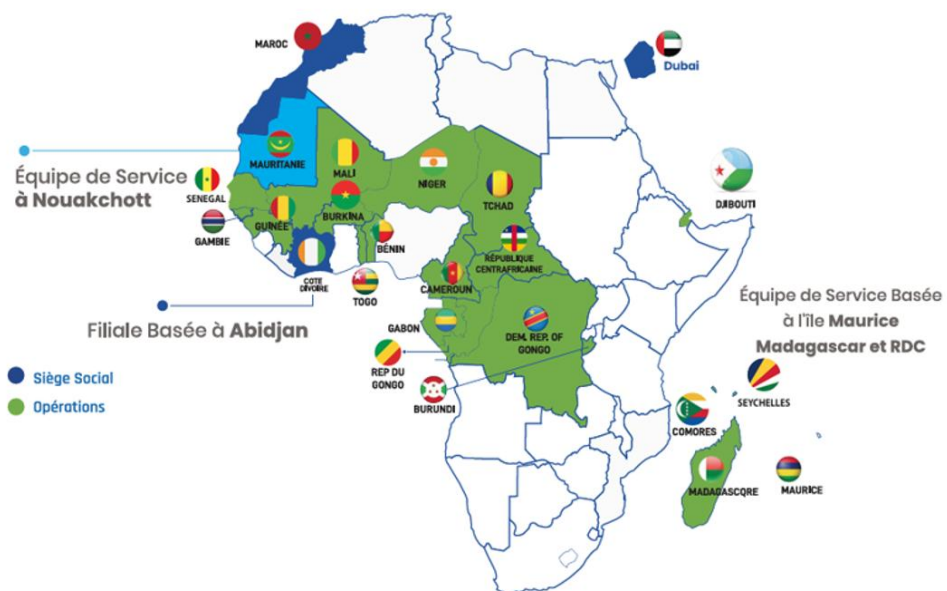 MAROC
Dubai
MAURITANIE
MALI
NIGER
TCHAD
DJIBOUTI
Équipe de Service
à Nouakchott
SENEGAL
GAMBIE
GUINÉE
BURKINA
BÉNIN
RÉPUBLIQUE
CENTRAFRICAINE
COTE
D'IVOIRE
TOGO
CAMEROUN
Filiale Basée à Abidjan
GABON
DEM. REP. OF
GONGO
REP DU
GONGO
BURUNDI
Équipe de Service Basée
à l'île Maurice
Madagascar et RDC
Siège Social
Opérations
SEYCHELLES
COMORES
MADAGASCQRE
MAURICE